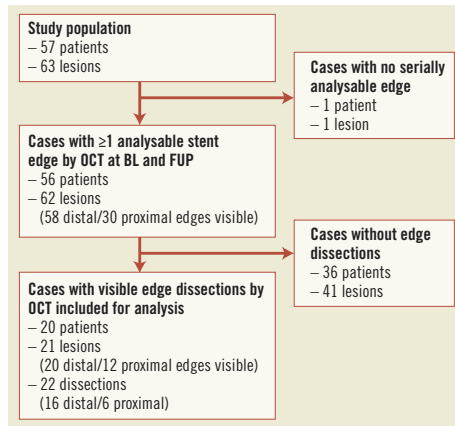 Study population
– 57 patients
– 63 lesions
Cases with no serially
analysable edge
– 1 patient
– 1 lesion
Cases with ≥1 analysable stent
edge by OCT at BL and FUP
– 56 patients
– 62 lesions
(58 distal/30 proximal edges visible)
Cases without edge
dissections
– 36 patients
– 41 lesions
Cases with visible edge dissections by
OCT included for analysis
– 20 patients
– 21 lesions
(20 distal/12 proximal edges visible)
– 22 dissections
(16 distal/6 proximal)